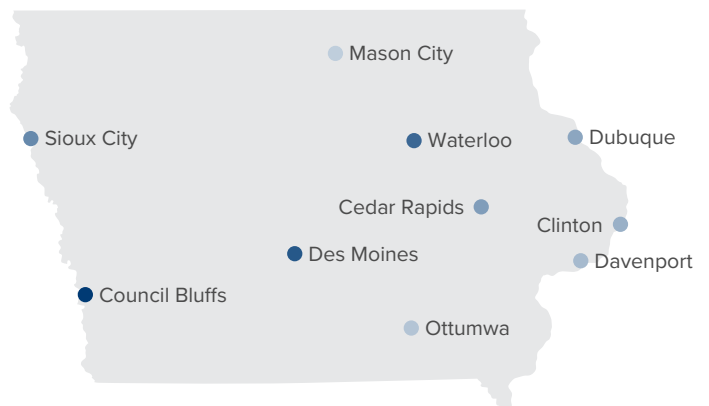 Mason City
Sioux City
Waterloo
Dubuque
Cedar Rapids
Clinton
Des Moines
Davenport
Council Bluffs
Ottumwa